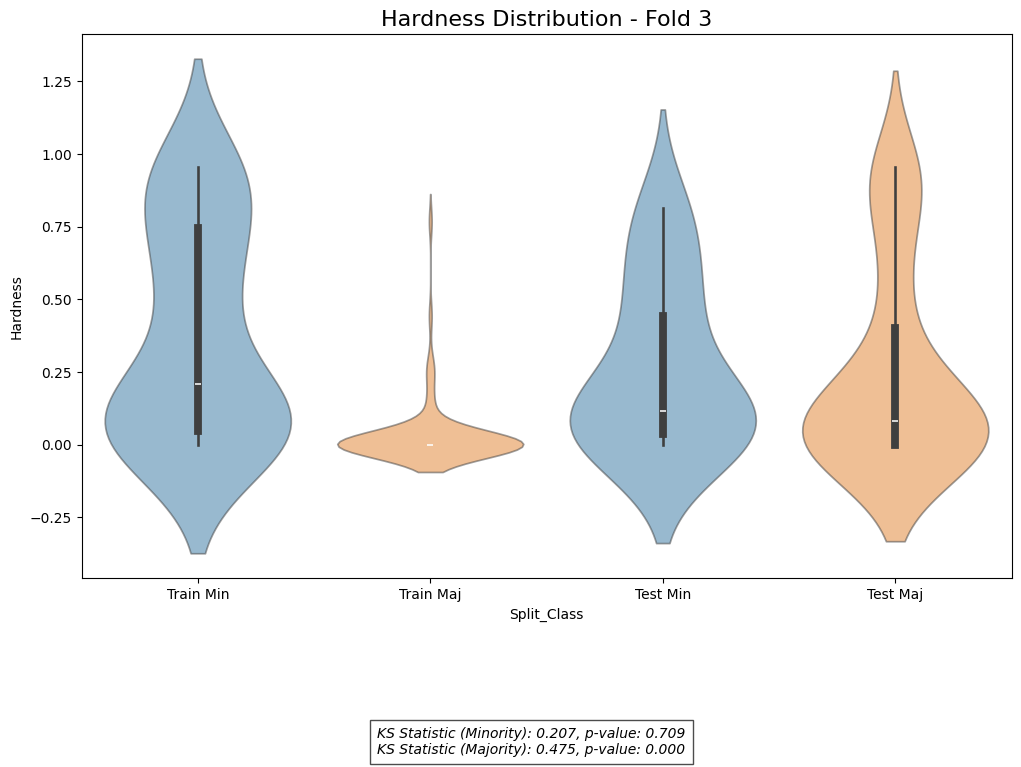 Hardness Distribution - Fold 3
1.25
1.00
0.75
0.50
0.25
0.00
−0.25
Hardness
Train Min Train Maj Test Min Test Maj
Split_Class
KS Statistic (Minority): 0.207, p-value: 0.709
KS Statistic (Majority): 0.475, p-value: 0.000